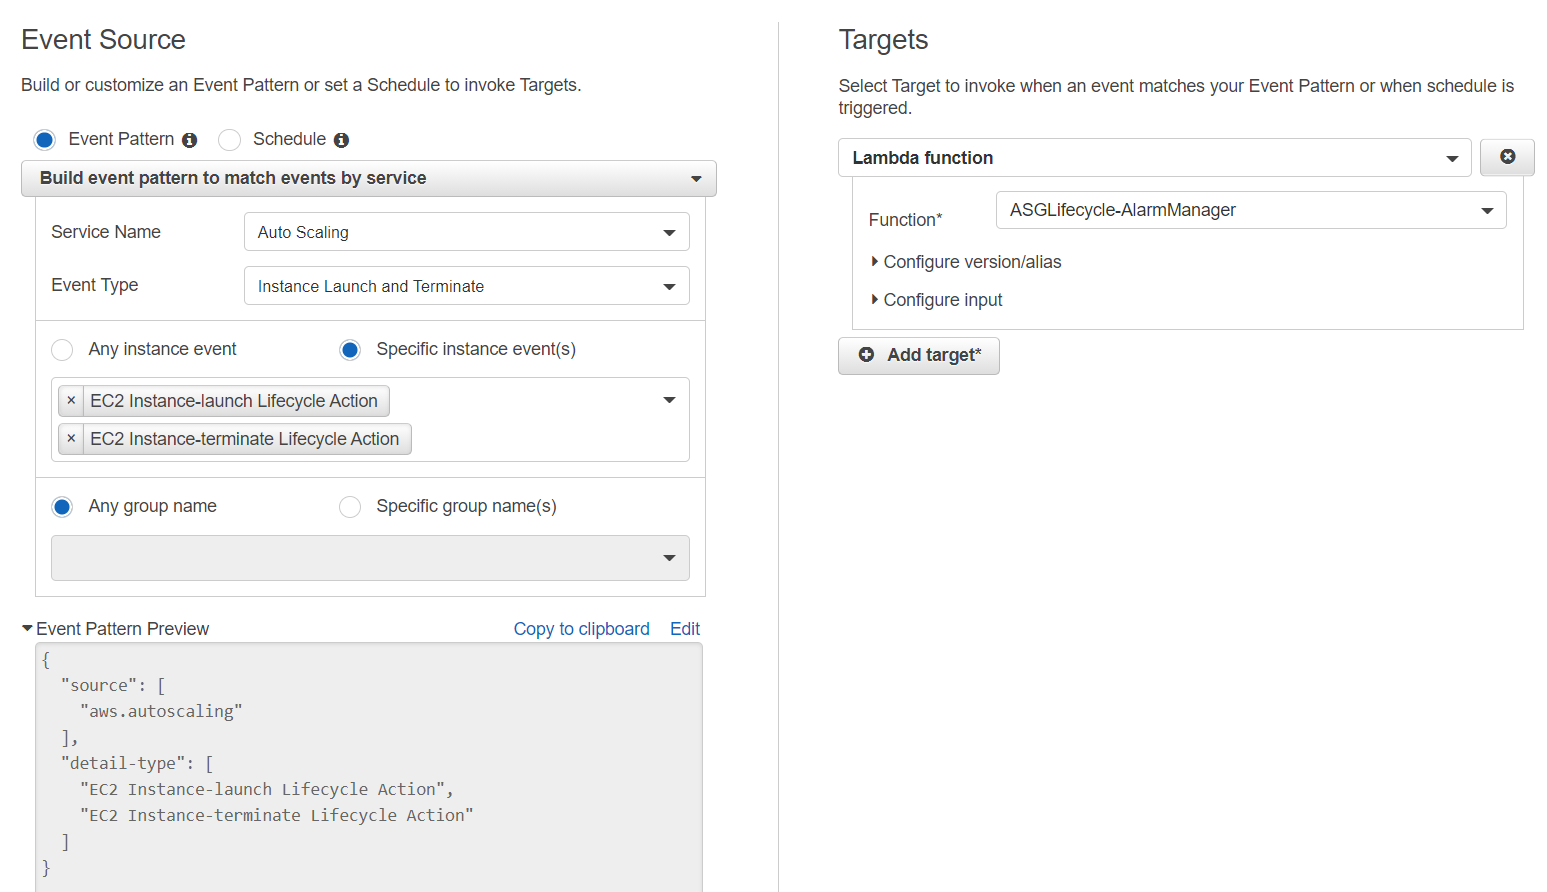 Event Source
Build or customize an Event Pattern or set a Schedule to invoke Targets.
Event Pattern
Schedule
Build event pattern to match events by service
Service Name
Auto Scaling
Event Type
Instance Launch and Terminate
Any instance event
Specific instance event(s)
× EC2 Instance-launch Lifecycle Action
× EC2 Instance-terminate Lifecycle Action
Any group name
Specific group name(s)
Event Pattern Preview
Copy to clipboard
Edit
{
  "source": [
    "aws.autoscaling"
  ],
  "detail-type": [
    "EC2 Instance-launch Lifecycle Action",
    "EC2 Instance-terminate Lifecycle Action"
  ]
}
Targets
Select Target to invoke when an event matches your Event Pattern or when schedule is
triggered.
Lambda function
Function*
ASGLifecycle-AlarmManager
Configure version/alias
Configure input
Add target*